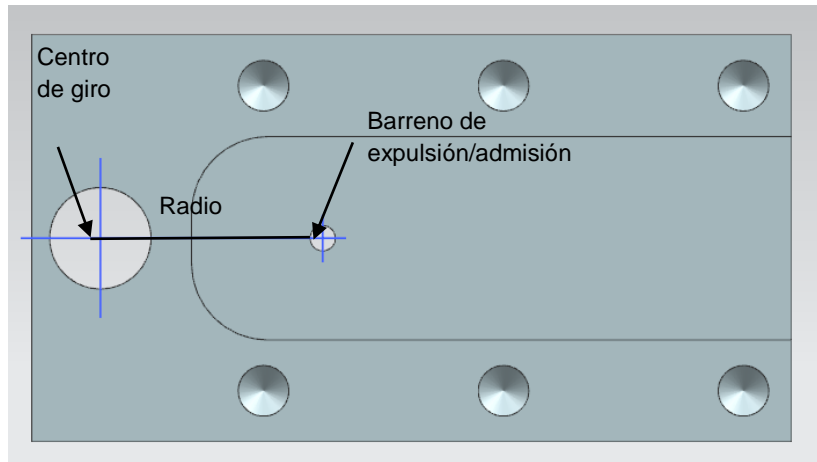 Centro
de giro
Barreno de
expulsión/admisión
Radio